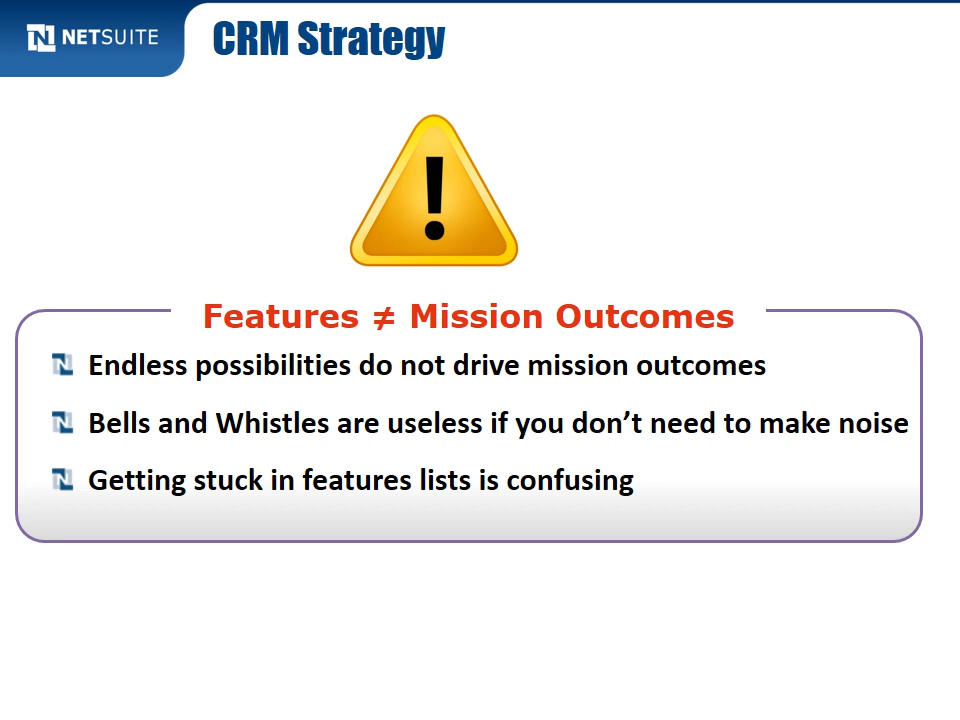 NETSUITE
CRM Strategy
!
Features ≠ Mission Outcomes
Endless possibilities do not drive mission outcomes
Bells and Whistles are useless if you don’t need to make noise
Getting stuck in features lists is confusing